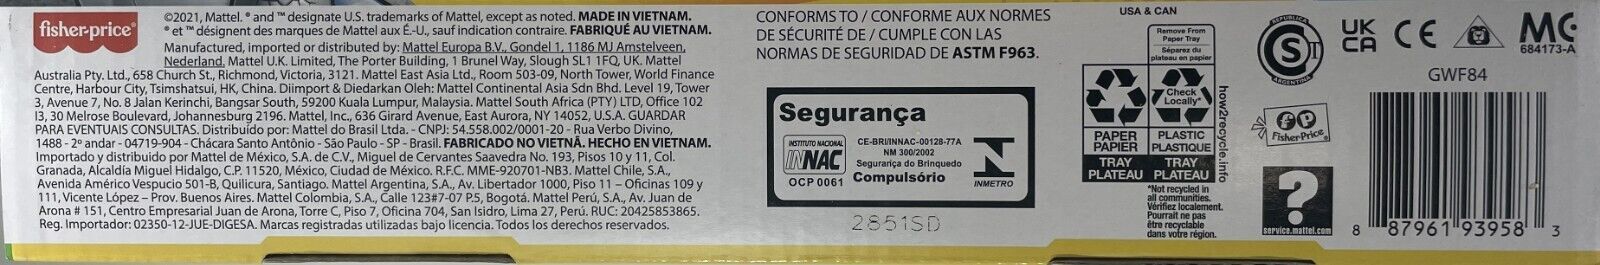 fisher-price®
©2021, Mattel. ® and ™ designate U.S. trademarks of Mattel, except as noted. MADE IN VIETNAM.
® et ™ désignent des marques de Mattel aux É.-U., sauf indication contraire. FABRIQUÉ AU VIETNAM.
Manufactured, imported or distributed by: Mattel Europa B.V., Gondel 1, 1186 MJ Amstelveen,
Nederland. Mattel U.K. Limited, The Porter Building, 1 Brunel Way, Slough SL1 1FQ, UK. Mattel
Australia Pty. Ltd., 658 Church St., Richmond, Victoria, 3121. Mattel East Asia Ltd., Room 503-09, North Tower, World Finance
Centre, Harbour City, Tsimshatsui, HK, China. Diimport & Diedarkan Oleh: Mattel Continental Asia Sdn Bhd. Level 19, Tower
3, Avenue 7, No. 8 Jalan Kerinchi, Bangsar South, 59200 Kuala Lumpur, Malaysia. Mattel South Africa (PTY) LTD, Office 102
I3, 30 Melrose Boulevard, Johannesburg 2196. Mattel, Inc., 636 Girard Avenue, East Aurora, NY 14052, U.S.A. GUARDAR
PARA EVENTUAIS CONSULTAS. Distribuido por: Mattel do Brasil Ltda. - CNPJ: 54.558.002/0001-20 - Rua Verbo Divino,
1488 - 2º andar - 04719-904 - Chácara Santo Antônio - São Paulo - SP - Brasil. FABRICADO NO VIETNÃ. HECHO EN VIETNAM.
Importado y distribuido por Mattel de México, S.A. de C.V., Miguel de Cervantes Saavedra No. 193, Pisos 10 y 11, Col.
Granada, Alcaldía Miguel Hidalgo, C.P. 11520, México, Ciudad de México. R.F.C. MME-920701-NB3. Mattel Chile, S.A.,
Avenida Américo Vespucio 501-B, Quilicura, Santiago. Mattel Argentina, S.A., Av. Libertador 1000, Piso 11 – Oficinas 109 y
111, Vicente López – Prov. Buenos Aires. Mattel Colombia, S.A., Calle 123#7-07 P.5, Bogotá. Mattel Perú, S.A., Av. Juan de
Arona # 151, Centro Empresarial Juan de Arona, Torre C, Piso 7, Oficina 704, San Isidro, Lima 27, Perú. RUC: 20425853865.
Reg. Importador: 02350-12-JUE-DIGESA. Marcas registradas utilizadas bajo licencia. Todos los derechos reservados.
CONFORMS TO / CONFORME AUX NORMES
DE SÉCURITÉ DE / CUMPLE CON LAS
NORMAS DE SEGURIDAD DE ASTM F963.
Segurança
INSTITUTO NACIONAL
INNAC
OCP 0061
CE-BRI/INNAC-00128-77A
NM 300/2002
Segurança do Brinquedo
Compulsório
INMETRO
2851SD
USA & CAN
Remove From
Paper Tray
Séparez du
plateau en papier
Check
Locally*
PAPER
PAPIER
TRAY
PLATEAU
PLASTIC
PLASTIQUE
TRAY
PLATEAU
*Not recycled in
all communities.
Vérifiez localement.
Pourrait ne pas
être recyclé
dans votre région.
how2recycle.info
REPUBLICA
S
ARGENTINA
UK
CA
CE
MC
684173-A
fp
Fisher-Price
?
service.mattel.com
GWF84
8 87961 93958 3